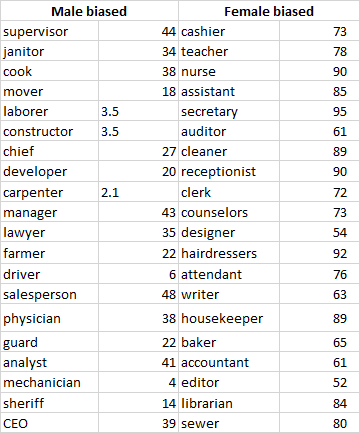 Male biased Female biased
supervisor 44 cashier 73
janitor 34 teacher 78
cook 38 nurse 90
mover 18 assistant 85
laborer 3.5 secretary 95
constructor 3.5 auditor 61
chief 27 cleaner 89
developer 20 receptionist 90
carpenter 2.1 clerk 72
manager 43 counselors 73
lawyer 35 designer 54
farmer 22 hairdressers 92
driver 6 attendant 76
salesperson 48 writer 63
physician 38 housekeeper 89
guard 22 baker 65
analyst 41 accountant 61
mechanician 4 editor 52
sheriff 14 librarian 84
CEO 39 sewer 80